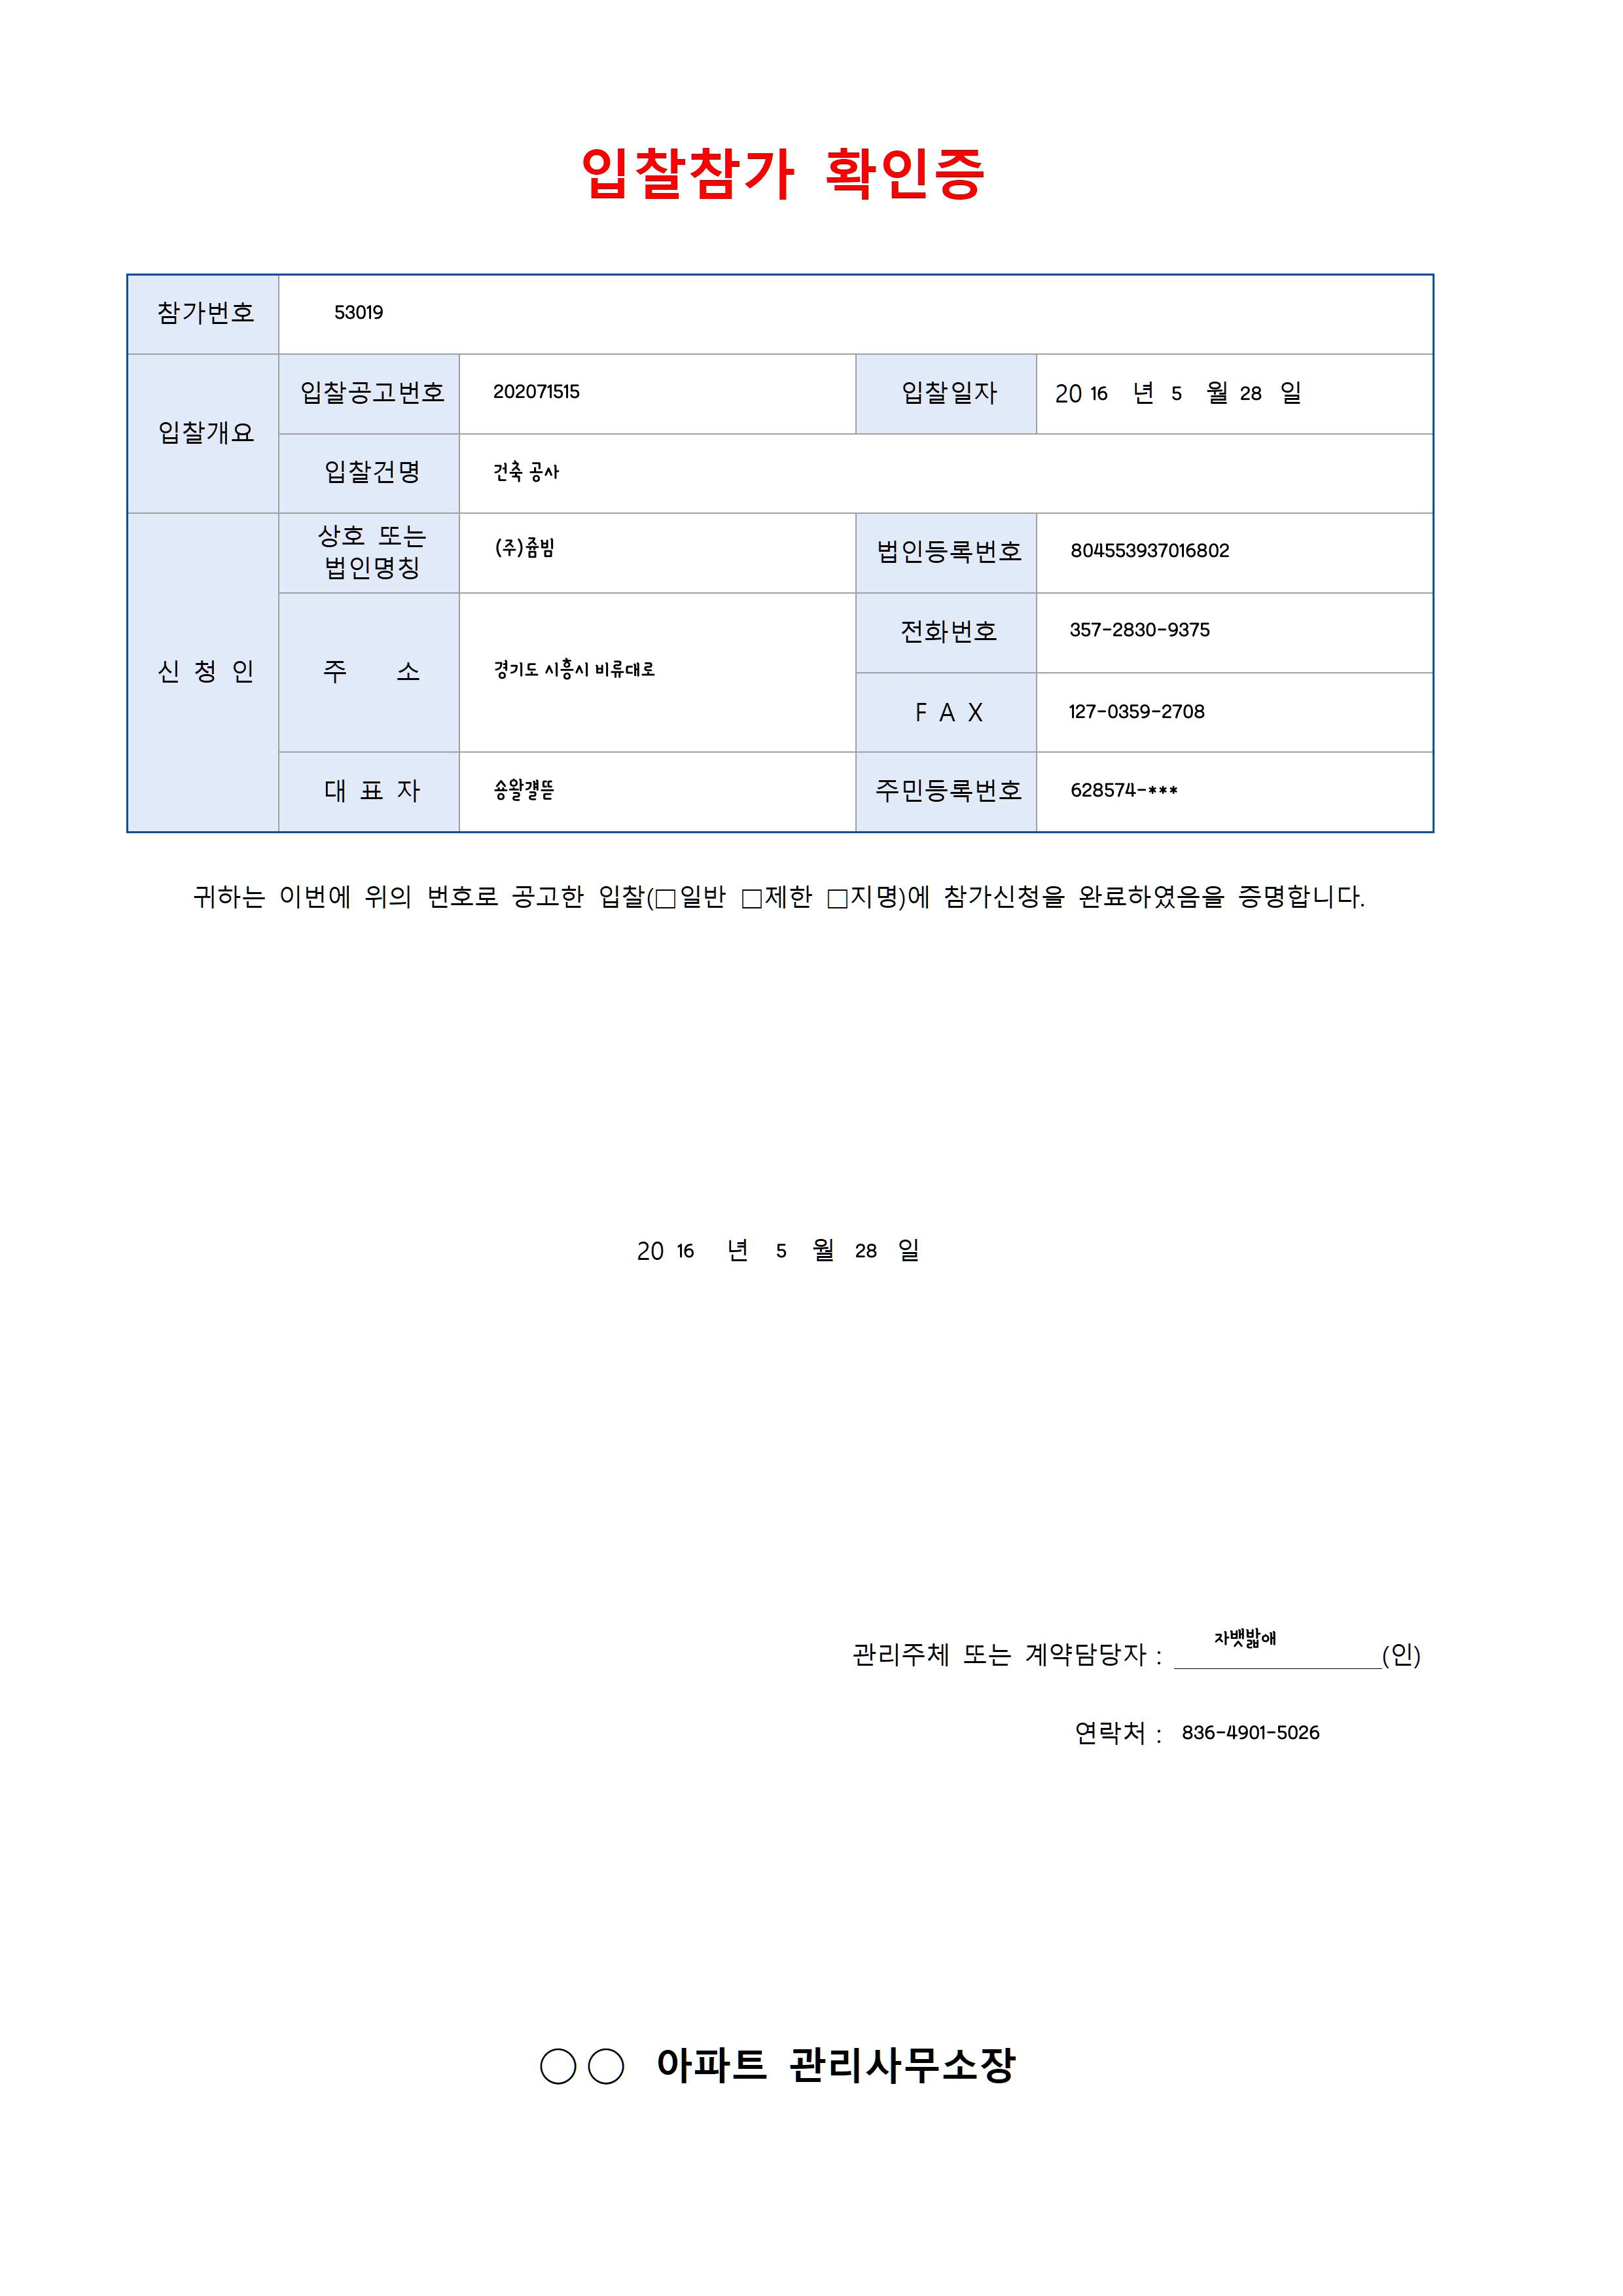 입찰참가 확인증
참가번호 53019
입찰개요 입찰공고번호 202071515 입찰일자 20 16 년 5 월 28 일
입찰건명 건축 공사
신 청 인 상호 또는 법인명칭 (주)쥼빔 법인등록번호 804553937016802
주 소 경기도 시흥시 비류대로 전화번호 357-2830-9375
F A X 127-0359-2708
대 표 자 숑왈걜뜯 주민등록번호 628574-***
귀하는 이번에 위의 번호로 공고한 입찰(□일반 □제한 □지명)에 참가신청을 완료하였음을 증명합니다.
20 16 년 5 월 28 일
관리주체 또는 계약담당자 : 자뱃밟애 (인)
연락처 : 836-4901-5026
○○ 아파트 관리사무소장